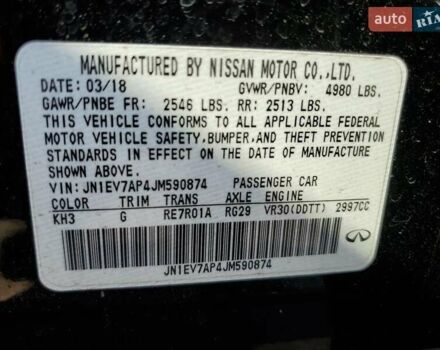 AUTO
RIA
MANUFACTURED BY NISSAN MOTOR CO.,LTD.
DATE: 03/18 GVWR/PNBV: 4980 LBS.
GAWR/PNBE FR: 2546 LBS. RR: 2513 LBS.
THIS VEHICLE CONFORMS TO ALL APPLICABLE FEDERAL
MOTOR VEHICLE SAFETY, BUMPER, AND THEFT PREVENTION
STANDARDS IN EFFECT ON THE DATE OF MANUFACTURE
SHOWN ABOVE.
VIN: JN1EV7AP4JM590874 PASSENGER CAR
COLOR TRIM TRANS AXLE ENGINE
KH3 G RE7R01A RG29 VR30(DDTT) 2997CC
JN1EV7AP4JM590874